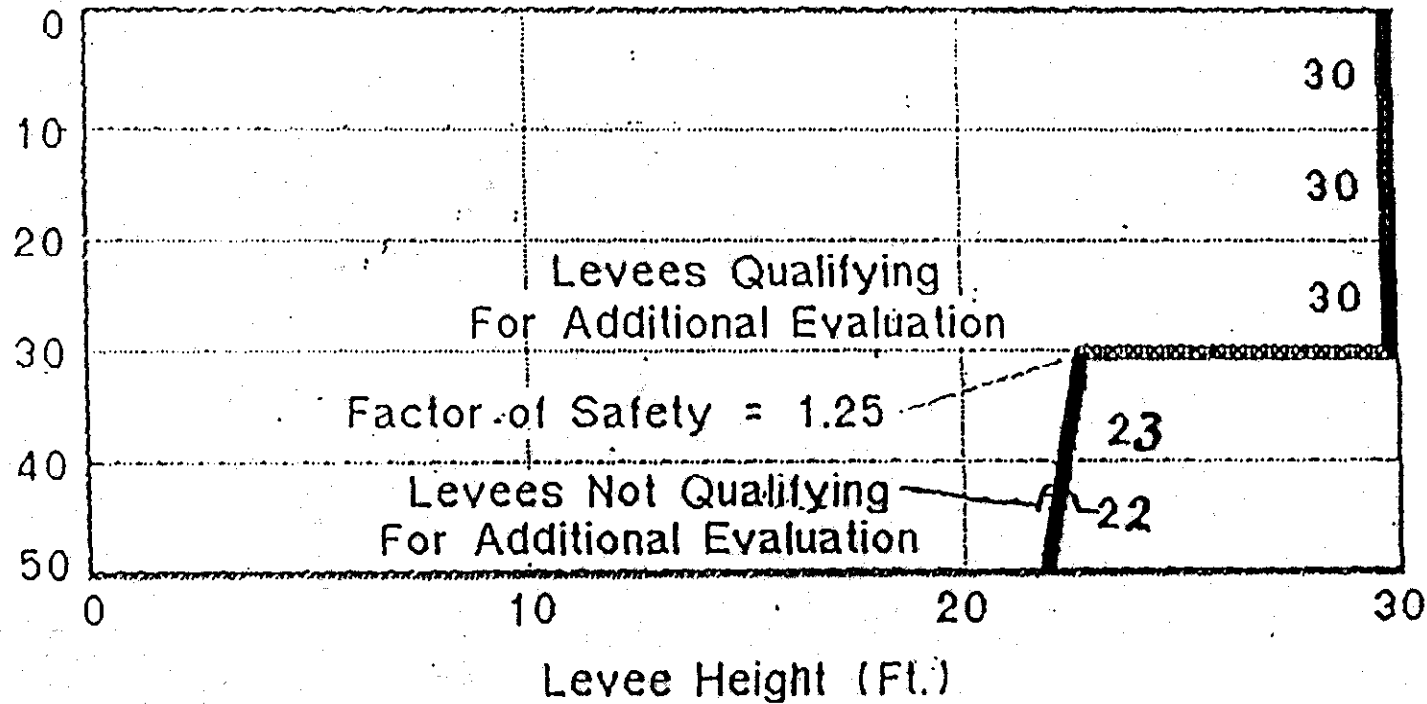 0
30
10
30
20
Levees Qualifying
30
For Additional Evaluation
30
Factor of Safety = 1.25
23
40
Levees Not Qualifying
22
For Additional Evaluation
50
0 10 20 30
Levee Height (Ft.)